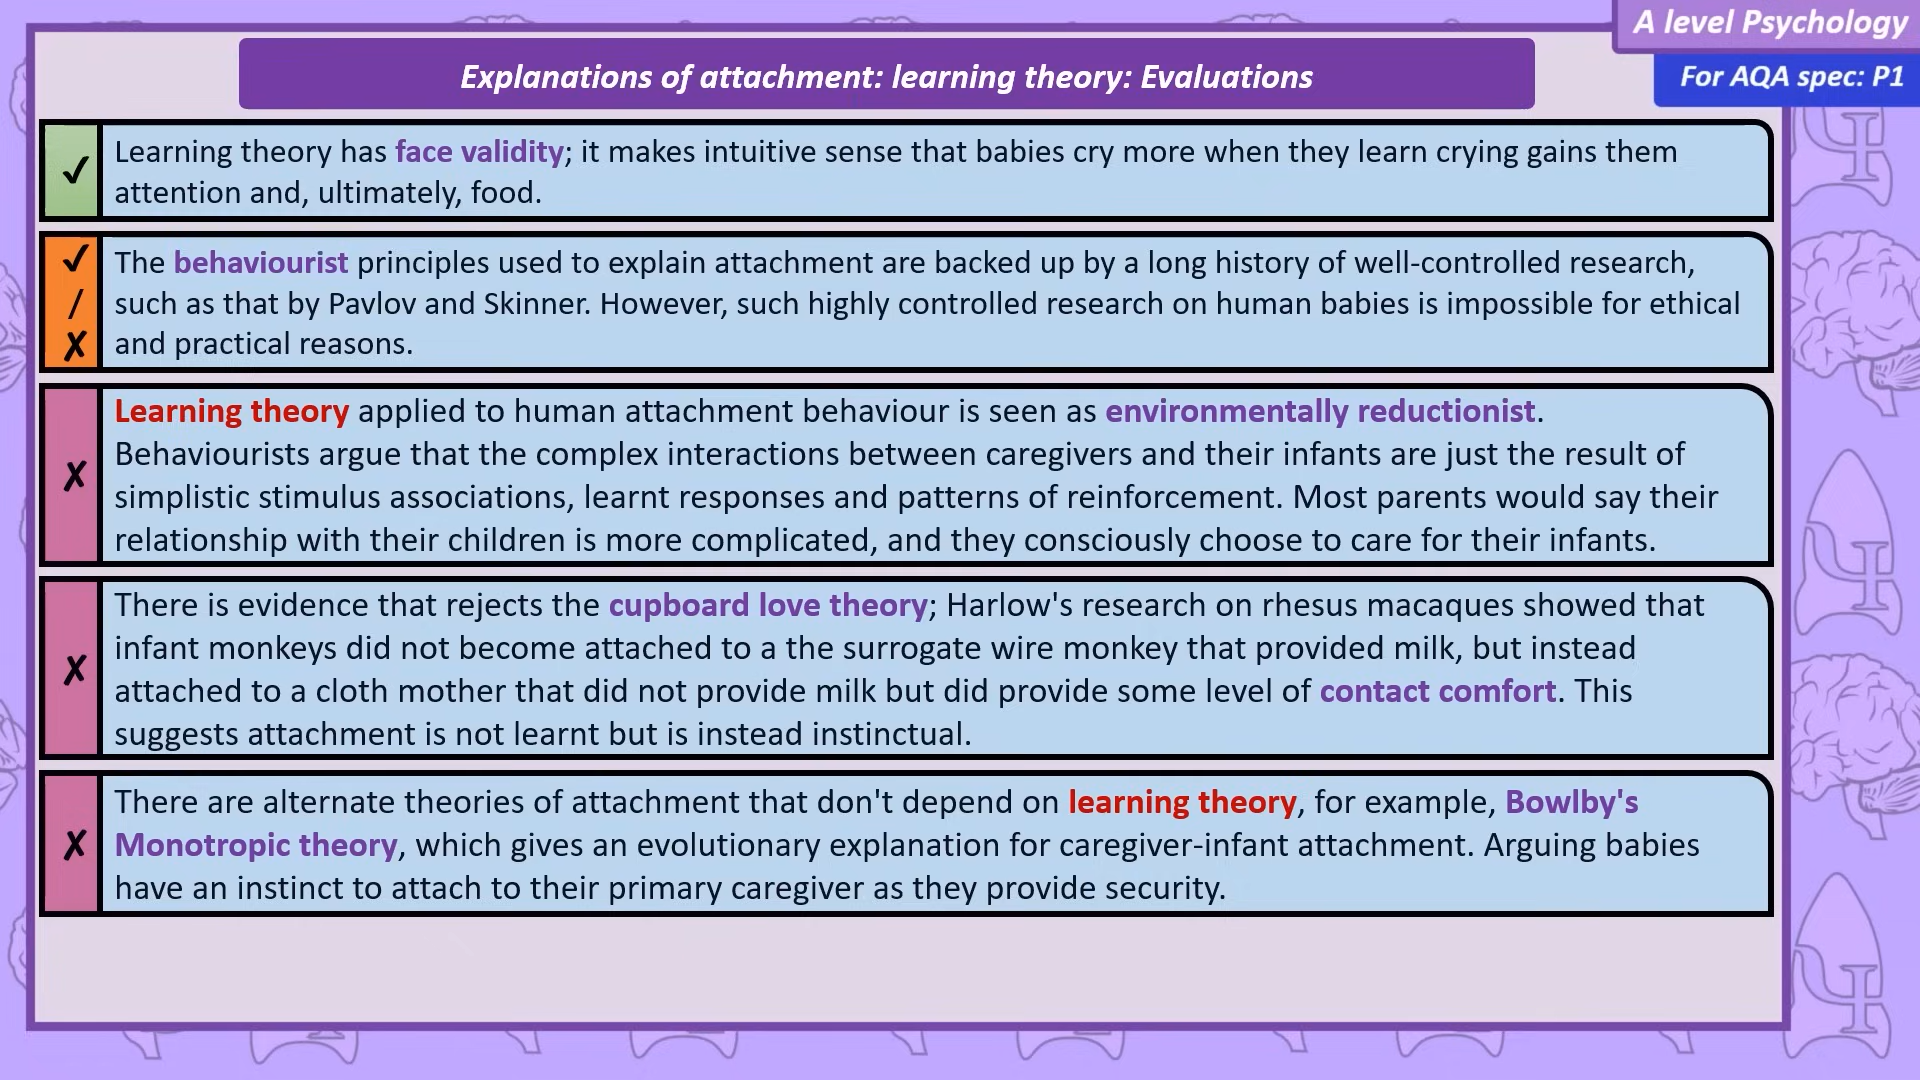 A level Psychology
For AQA spec: P1
Explanations of attachment: learning theory: Evaluations
✓
Learning theory has face validity; it makes intuitive sense that babies cry more when they learn crying gains them
attention and, ultimately, food.
✓
/
✗
The behaviourist principles used to explain attachment are backed up by a long history of well-controlled research,
such as that by Pavlov and Skinner. However, such highly controlled research on human babies is impossible for ethical
and practical reasons.
✗
Learning theory applied to human attachment behaviour is seen as environmentally reductionist.
Behaviourists argue that the complex interactions between caregivers and their infants are just the result of
simplistic stimulus associations, learnt responses and patterns of reinforcement. Most parents would say their
relationship with their children is more complicated, and they consciously choose to care for their infants.
✗
There is evidence that rejects the cupboard love theory; Harlow's research on rhesus macaques showed that
infant monkeys did not become attached to a the surrogate wire monkey that provided milk, but instead
attached to a cloth mother that did not provide milk but did provide some level of contact comfort. This
suggests attachment is not learnt but is instead instinctual.
✗
There are alternate theories of attachment that don't depend on learning theory, for example, Bowlby's
Monotropic theory, which gives an evolutionary explanation for caregiver-infant attachment. Arguing babies
have an instinct to attach to their primary caregiver as they provide security.